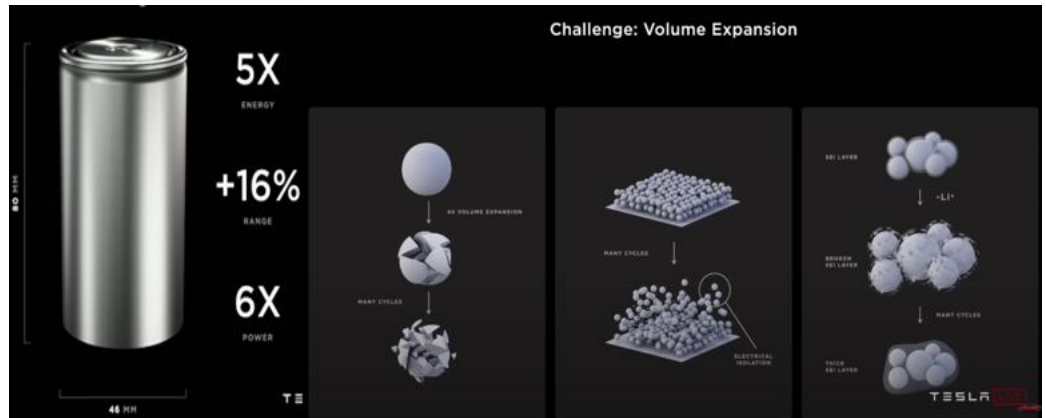 80 MM
5X
ENERGY
+16%
RANGE
6X
POWER
46 MM
TE
Challenge: Volume Expansion
4X VOLUME EXPANSION
MANY CYCLES
MANY CYCLES
ELECTRICAL
ISOLATION
SEI LAYER
-LI+
BROKEN
SEI LAYER
MANY CYCLES
THICK
SEI LAYER
TESLA